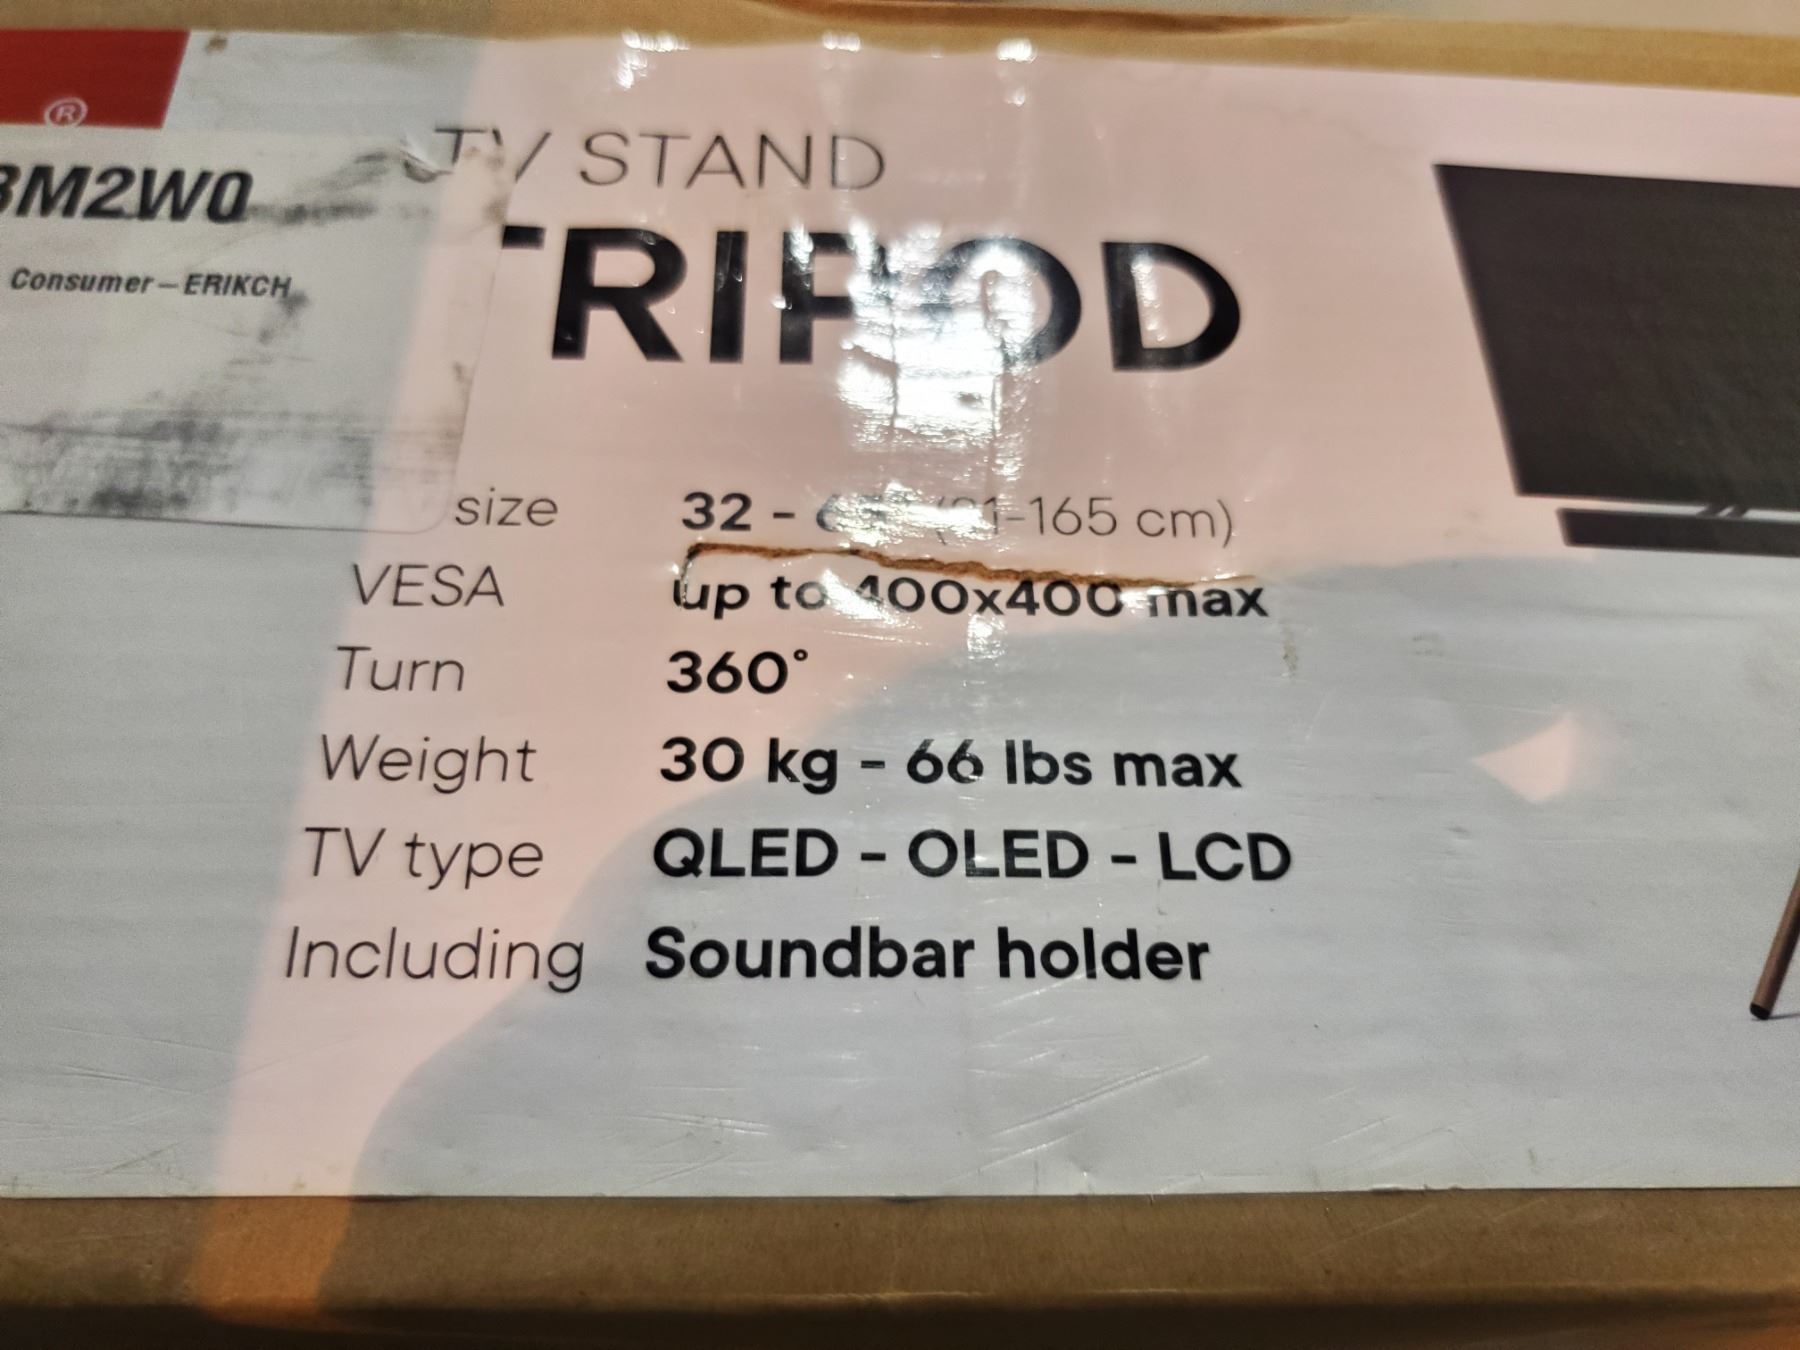 ®
3M2W0
Consumer-ERIKCH
TV STAND
TRIPOD
size 32 - -165 cm)
VESA up to 400x400 max
Turn 360°
Weight 30 kg - 66 lbs max
TV type QLED - OLED - LCD
Including Soundbar holder